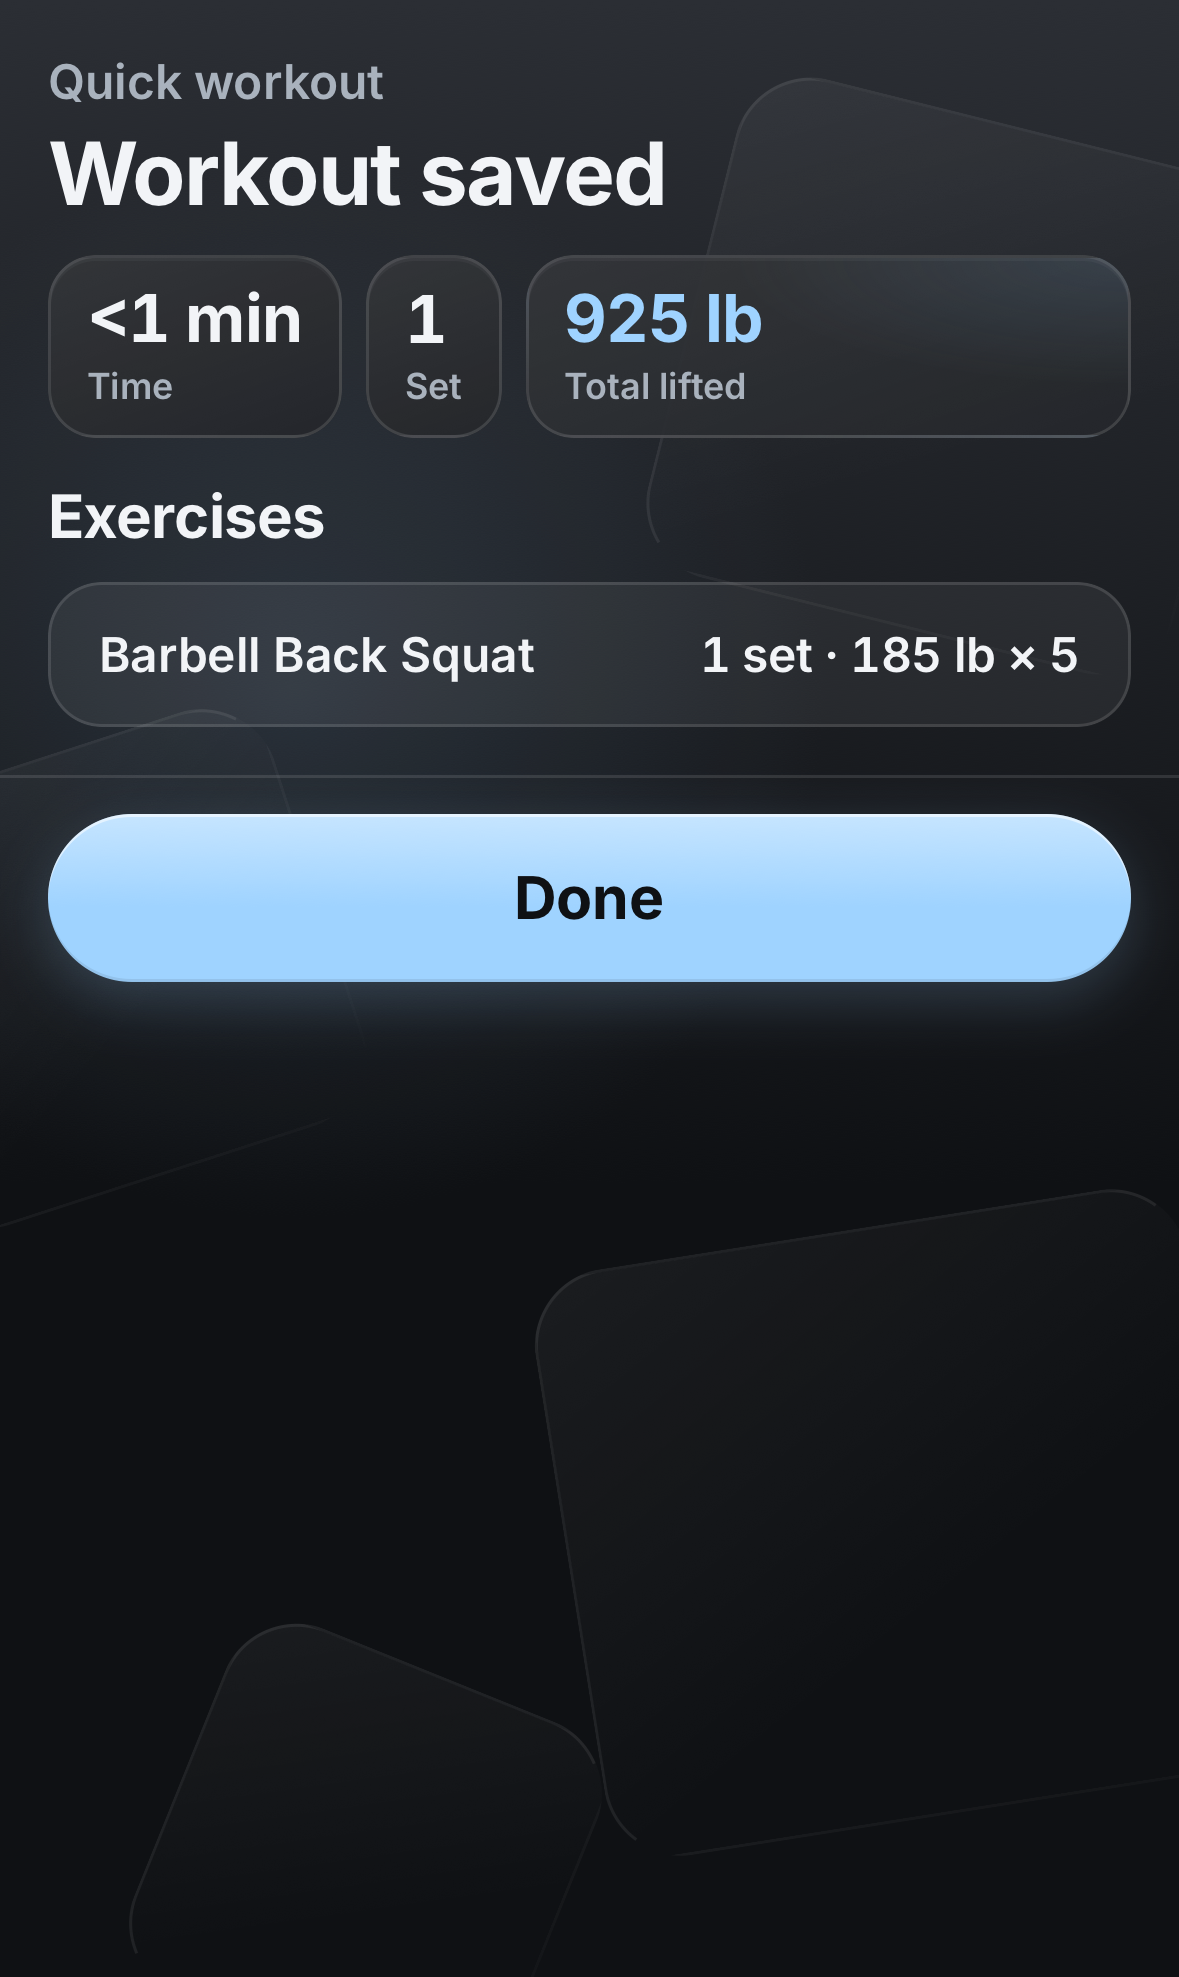 Quick workout
Workout saved
<1 min
Time
1
Set
925 lb
Total lifted
Exercises
Barbell Back Squat
1 set · 185 lb × 5
Done